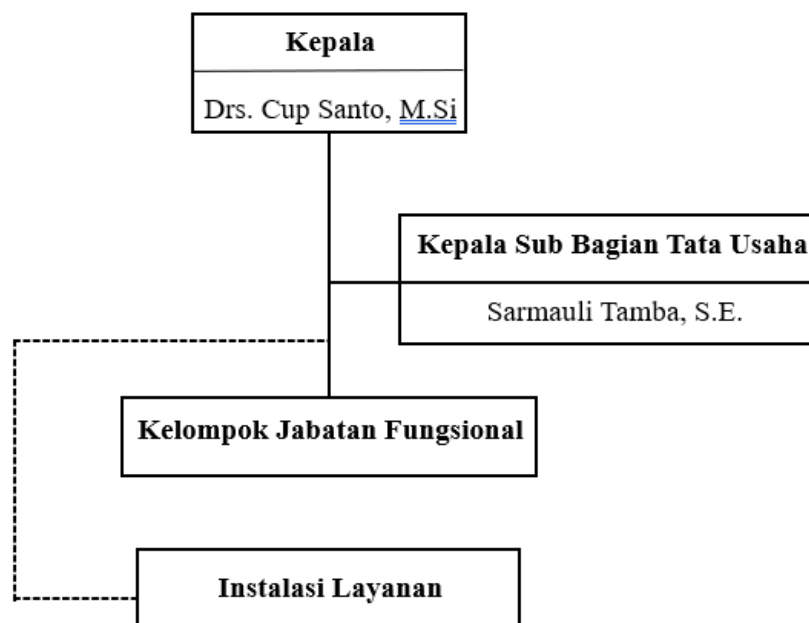 Kepala
Drs. Cup Santo, M.Si
Kepala Sub Bagian Tata Usaha
Sarmauli Tamba, S.E.
Kelompok Jabatan Fungsional
Instalasi Layanan